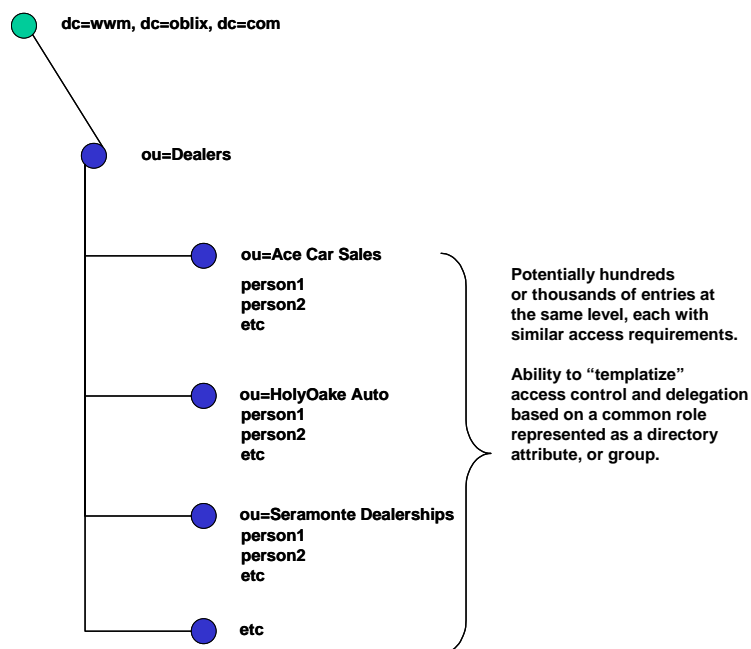 dc=wwm, dc=oblix, dc=com
ou=Dealers
ou=Ace Car Sales
person1
person2
etc
ou=HolyOake Auto
person1
person2
etc
ou=Seramonte Dealerships
person1
person2
etc
etc
Potentially hundreds
or thousands of entries at
the same level, each with
similar access requirements.
Ability to “templatize”
access control and delegation
based on a common role
represented as a directory
attribute, or group.